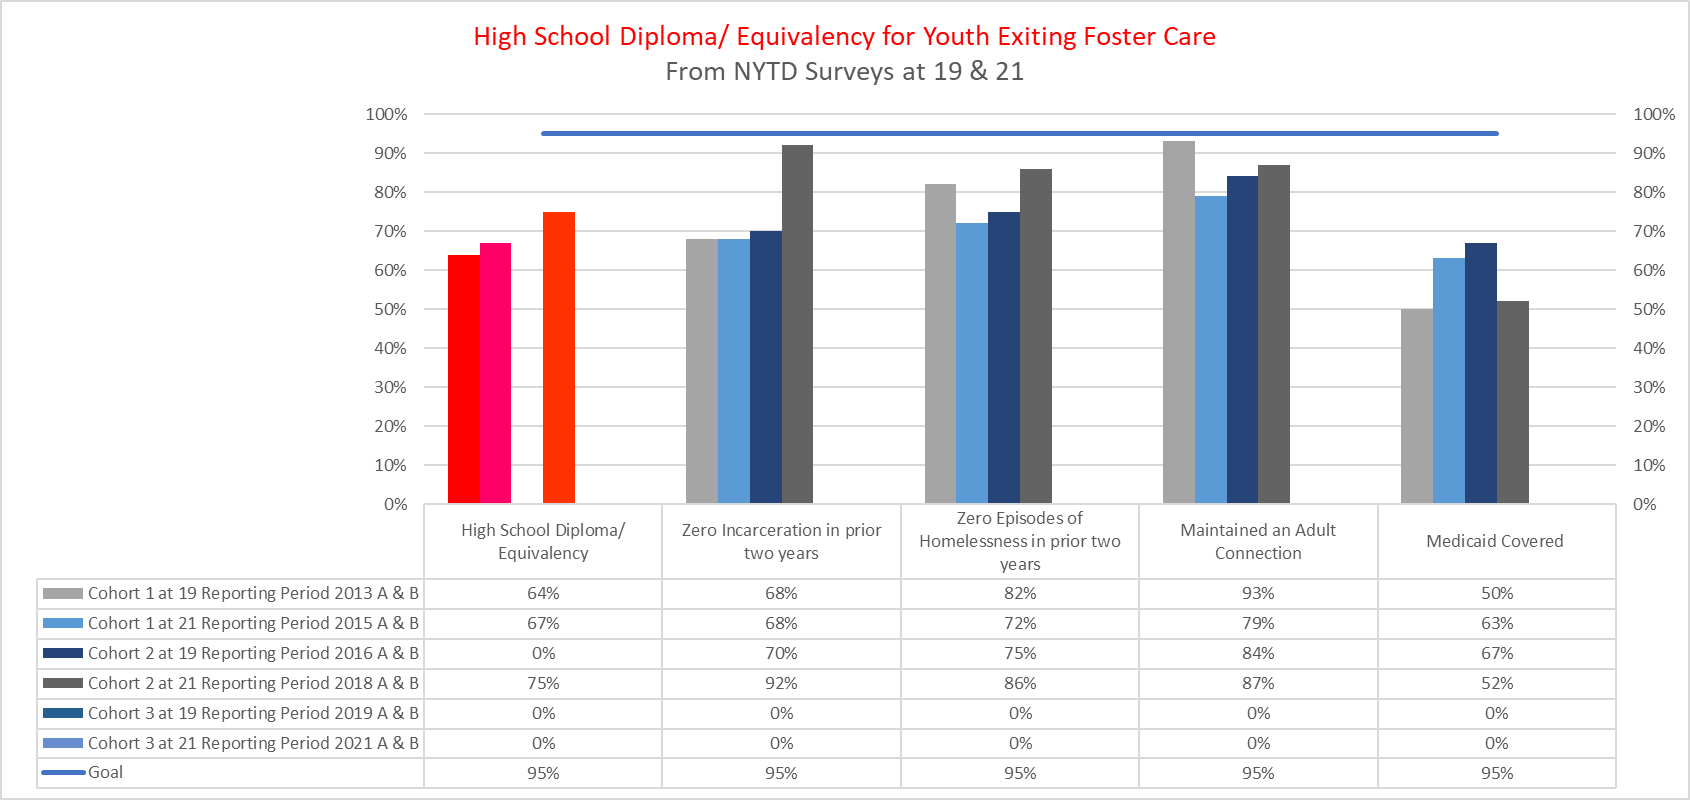 High School Diploma/ Equivalency for Youth Exiting Foster Care
From NYTD Surveys at 19 & 21
100% 100%
90% 90%
80% 80%
70% 70%
60% 60%
50% 50%
40% 40%
30% 30%
20% 20%
10% 10%
0% 0%
High School Diploma/
Equivalency
Zero Incarceration in prior
two years
Zero Episodes of
Homelessness in prior two
years
Maintained an Adult
Connection
Medicaid Covered
Cohort 1 at 19 Reporting Period 2013 A & B 64% 68% 82% 93% 50%
Cohort 1 at 21 Reporting Period 2015 A & B 67% 68% 72% 79% 63%
Cohort 2 at 19 Reporting Period 2016 A & B 0% 70% 75% 84% 67%
Cohort 2 at 21 Reporting Period 2018 A & B 75% 92% 86% 87% 52%
Cohort 3 at 19 Reporting Period 2019 A & B 0% 0% 0% 0% 0%
Cohort 3 at 21 Reporting Period 2021 A & B 0% 0% 0% 0% 0%
Goal 95% 95% 95% 95% 95%